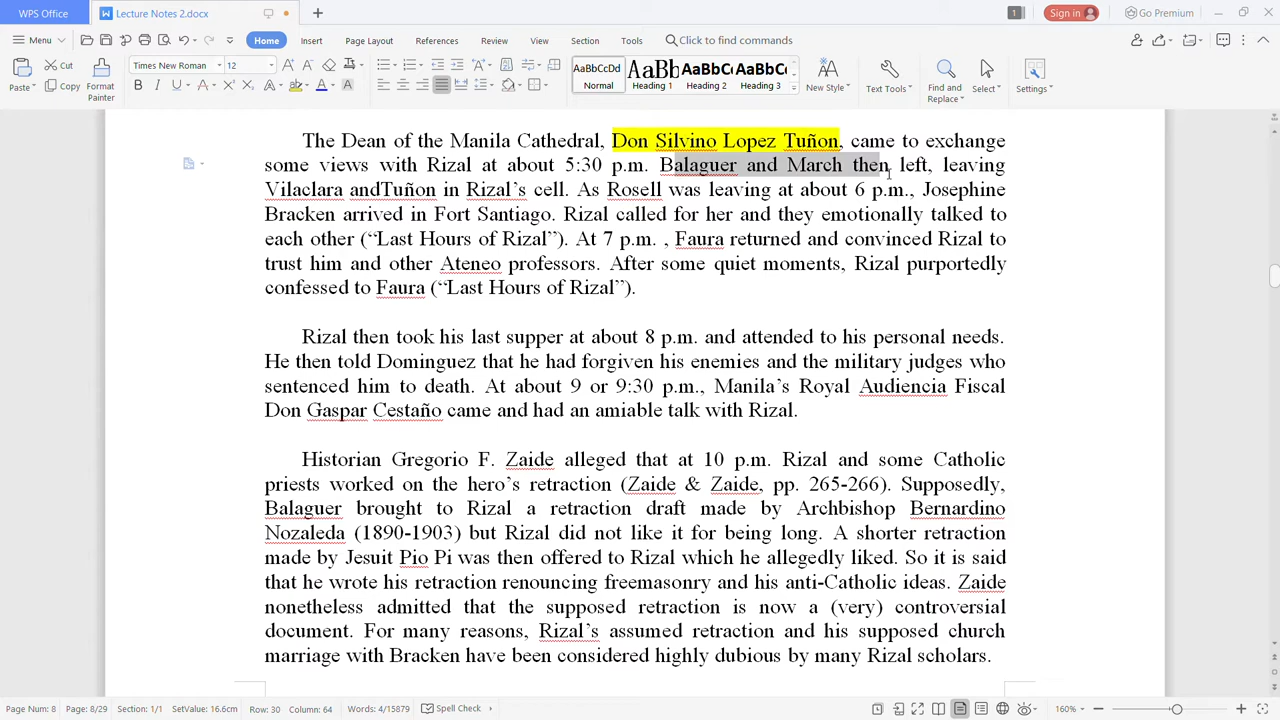 WPS Office
Lecture Notes 2.docx
+
1
Sign in
Go Premium
Menu
Home
Insert
Page Layout
References
Review
View
Section
Tools
Click to find commands
Paste
Cut
Copy
Format Painter
Times New Roman
12
B I U A A
AaBbCcDd
Normal
AaBb
Heading 1
AaBbC
Heading 2
AaBbC
Heading 3
New Style
Text Tools
Find and Replace
Select
Settings
The Dean of the Manila Cathedral, Don Silvino Lopez Tuñon, came to exchange
some views with Rizal at about 5:30 p.m. Balaguer and March then left, leaving
Vilaclara andTuñon in Rizal’s cell. As Rosell was leaving at about 6 p.m., Josephine
Bracken arrived in Fort Santiago. Rizal called for her and they emotionally talked to
each other (“Last Hours of Rizal”). At 7 p.m. , Faura returned and convinced Rizal to
trust him and other Ateneo professors. After some quiet moments, Rizal purportedly
confessed to Faura (“Last Hours of Rizal”).
Rizal then took his last supper at about 8 p.m. and attended to his personal needs.
He then told Dominguez that he had forgiven his enemies and the military judges who
sentenced him to death. At about 9 or 9:30 p.m., Manila’s Royal Audiencia Fiscal
Don Gaspar Cestaño came and had an amiable talk with Rizal.
Historian Gregorio F. Zaide alleged that at 10 p.m. Rizal and some Catholic
priests worked on the hero’s retraction (Zaide & Zaide, pp. 265-266). Supposedly,
Balaguer brought to Rizal a retraction draft made by Archbishop Bernardino
Nozaleda (1890-1903) but Rizal did not like it for being long. A shorter retraction
made by Jesuit Pio Pi was then offered to Rizal which he allegedly liked. So it is said
that he wrote his retraction renouncing freemasonry and his anti-Catholic ideas. Zaide
nonetheless admitted that the supposed retraction is now a (very) controversial
document. For many reasons, Rizal’s assumed retraction and his supposed church
marriage with Bracken have been considered highly dubious by many Rizal scholars.
Page Num: 8
Page: 8/29
Section: 1/1
SetValue: 16.6cm
Row: 30
Column: 64
Words: 4/15879
Spell Check
160%